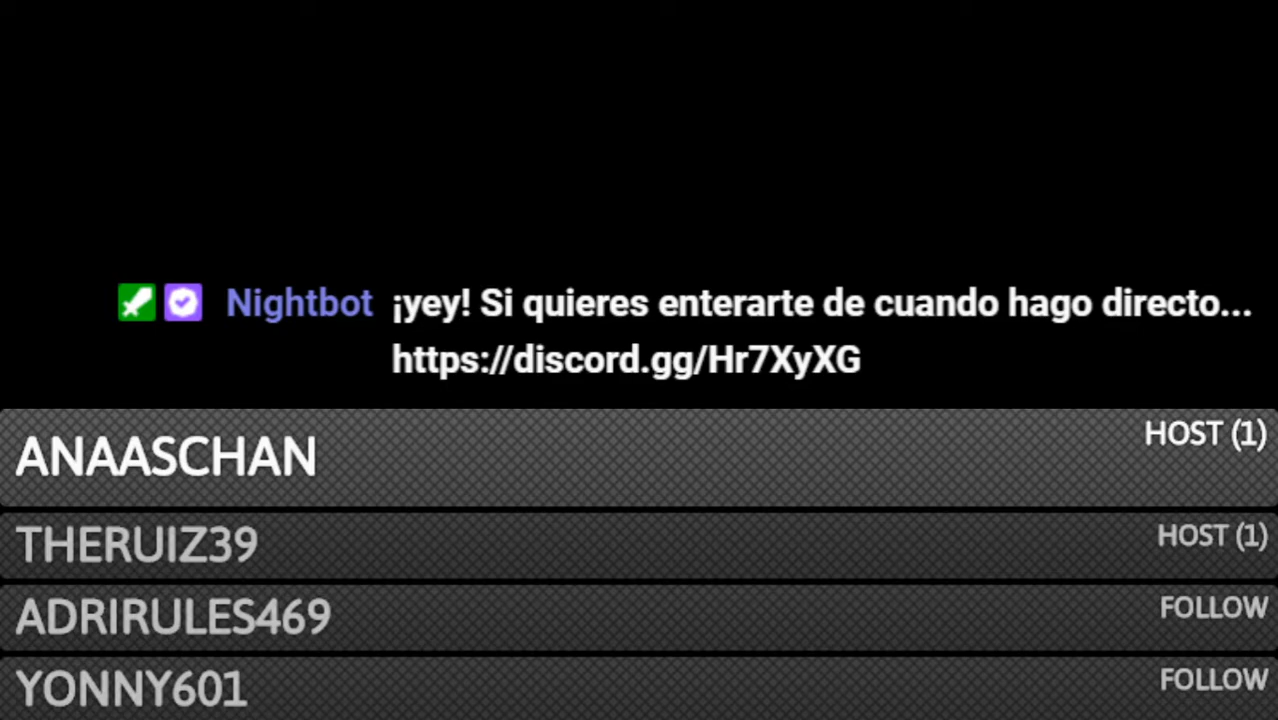 Nightbot ¡yey! Si quieres enterarte de cuando hago directo...
https://discord.gg/Hr7XyXG
ANAASCHAN HOST (1)
THERUIZ39 HOST (1)
ADRIRULES469 FOLLOW
YONNY601 FOLLOW